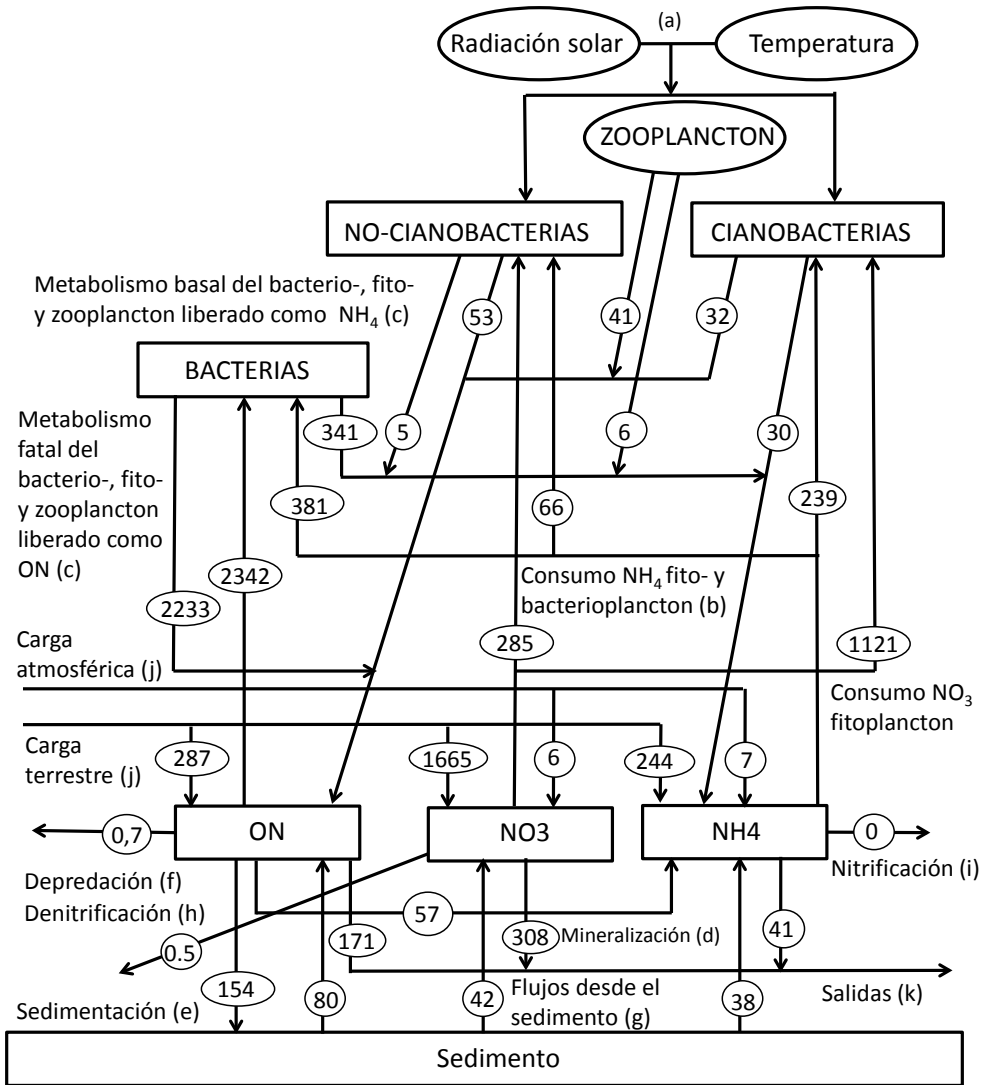 (a)
Radiación solar
Temperatura
ZOOPLANCTON
NO-CIANOBACTERIAS
CIANOBACTERIAS
Metabolismo basal del bacterio-, fito-
y zooplancton liberado como NH4 (c)
53
41
32
BACTERIAS
Metabolismo
fatal del
bacterio-, fito-
y zooplancton
liberado como
ON (c)
341
5
6
30
381
66
239
2342
Consumo NH4 fito- y
bacterioplancton (b)
2233
285
1121
Carga
atmosférica (j)
Consumo NO3
fitoplancton
Carga
terrestre (j)
287
1665
6
244
7
0,7
ON
NO3
NH4
0
Nitrificación (i)
Depredación (f)
Denitrificación (h)
57
0.5
171
308
Mineralización (d)
41
154
80
42
Flujos desde el
sedimento (g)
38
Salidas (k)
Sedimentación (e)
Sedimento